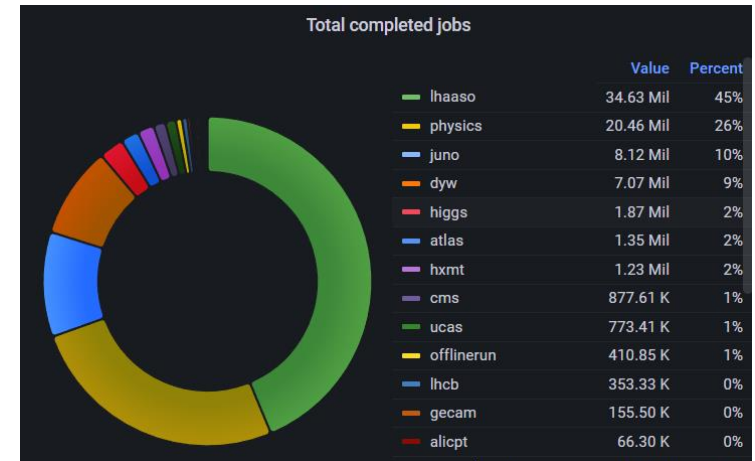 Total completed jobs
Value Percent
lhaaso 34.63 Mil 45%
physics 20.46 Mil 26%
juno 8.12 Mil 10%
dyw 7.07 Mil 9%
higgs 1.87 Mil 2%
atlas 1.35 Mil 2%
hxmt 1.23 Mil 2%
cms 877.61 K 1%
ucas 773.41 K 1%
offlinerun 410.85 K 1%
lhcb 353.33 K 0%
gecam 155.50 K 0%
alicpt 66.30 K 0%